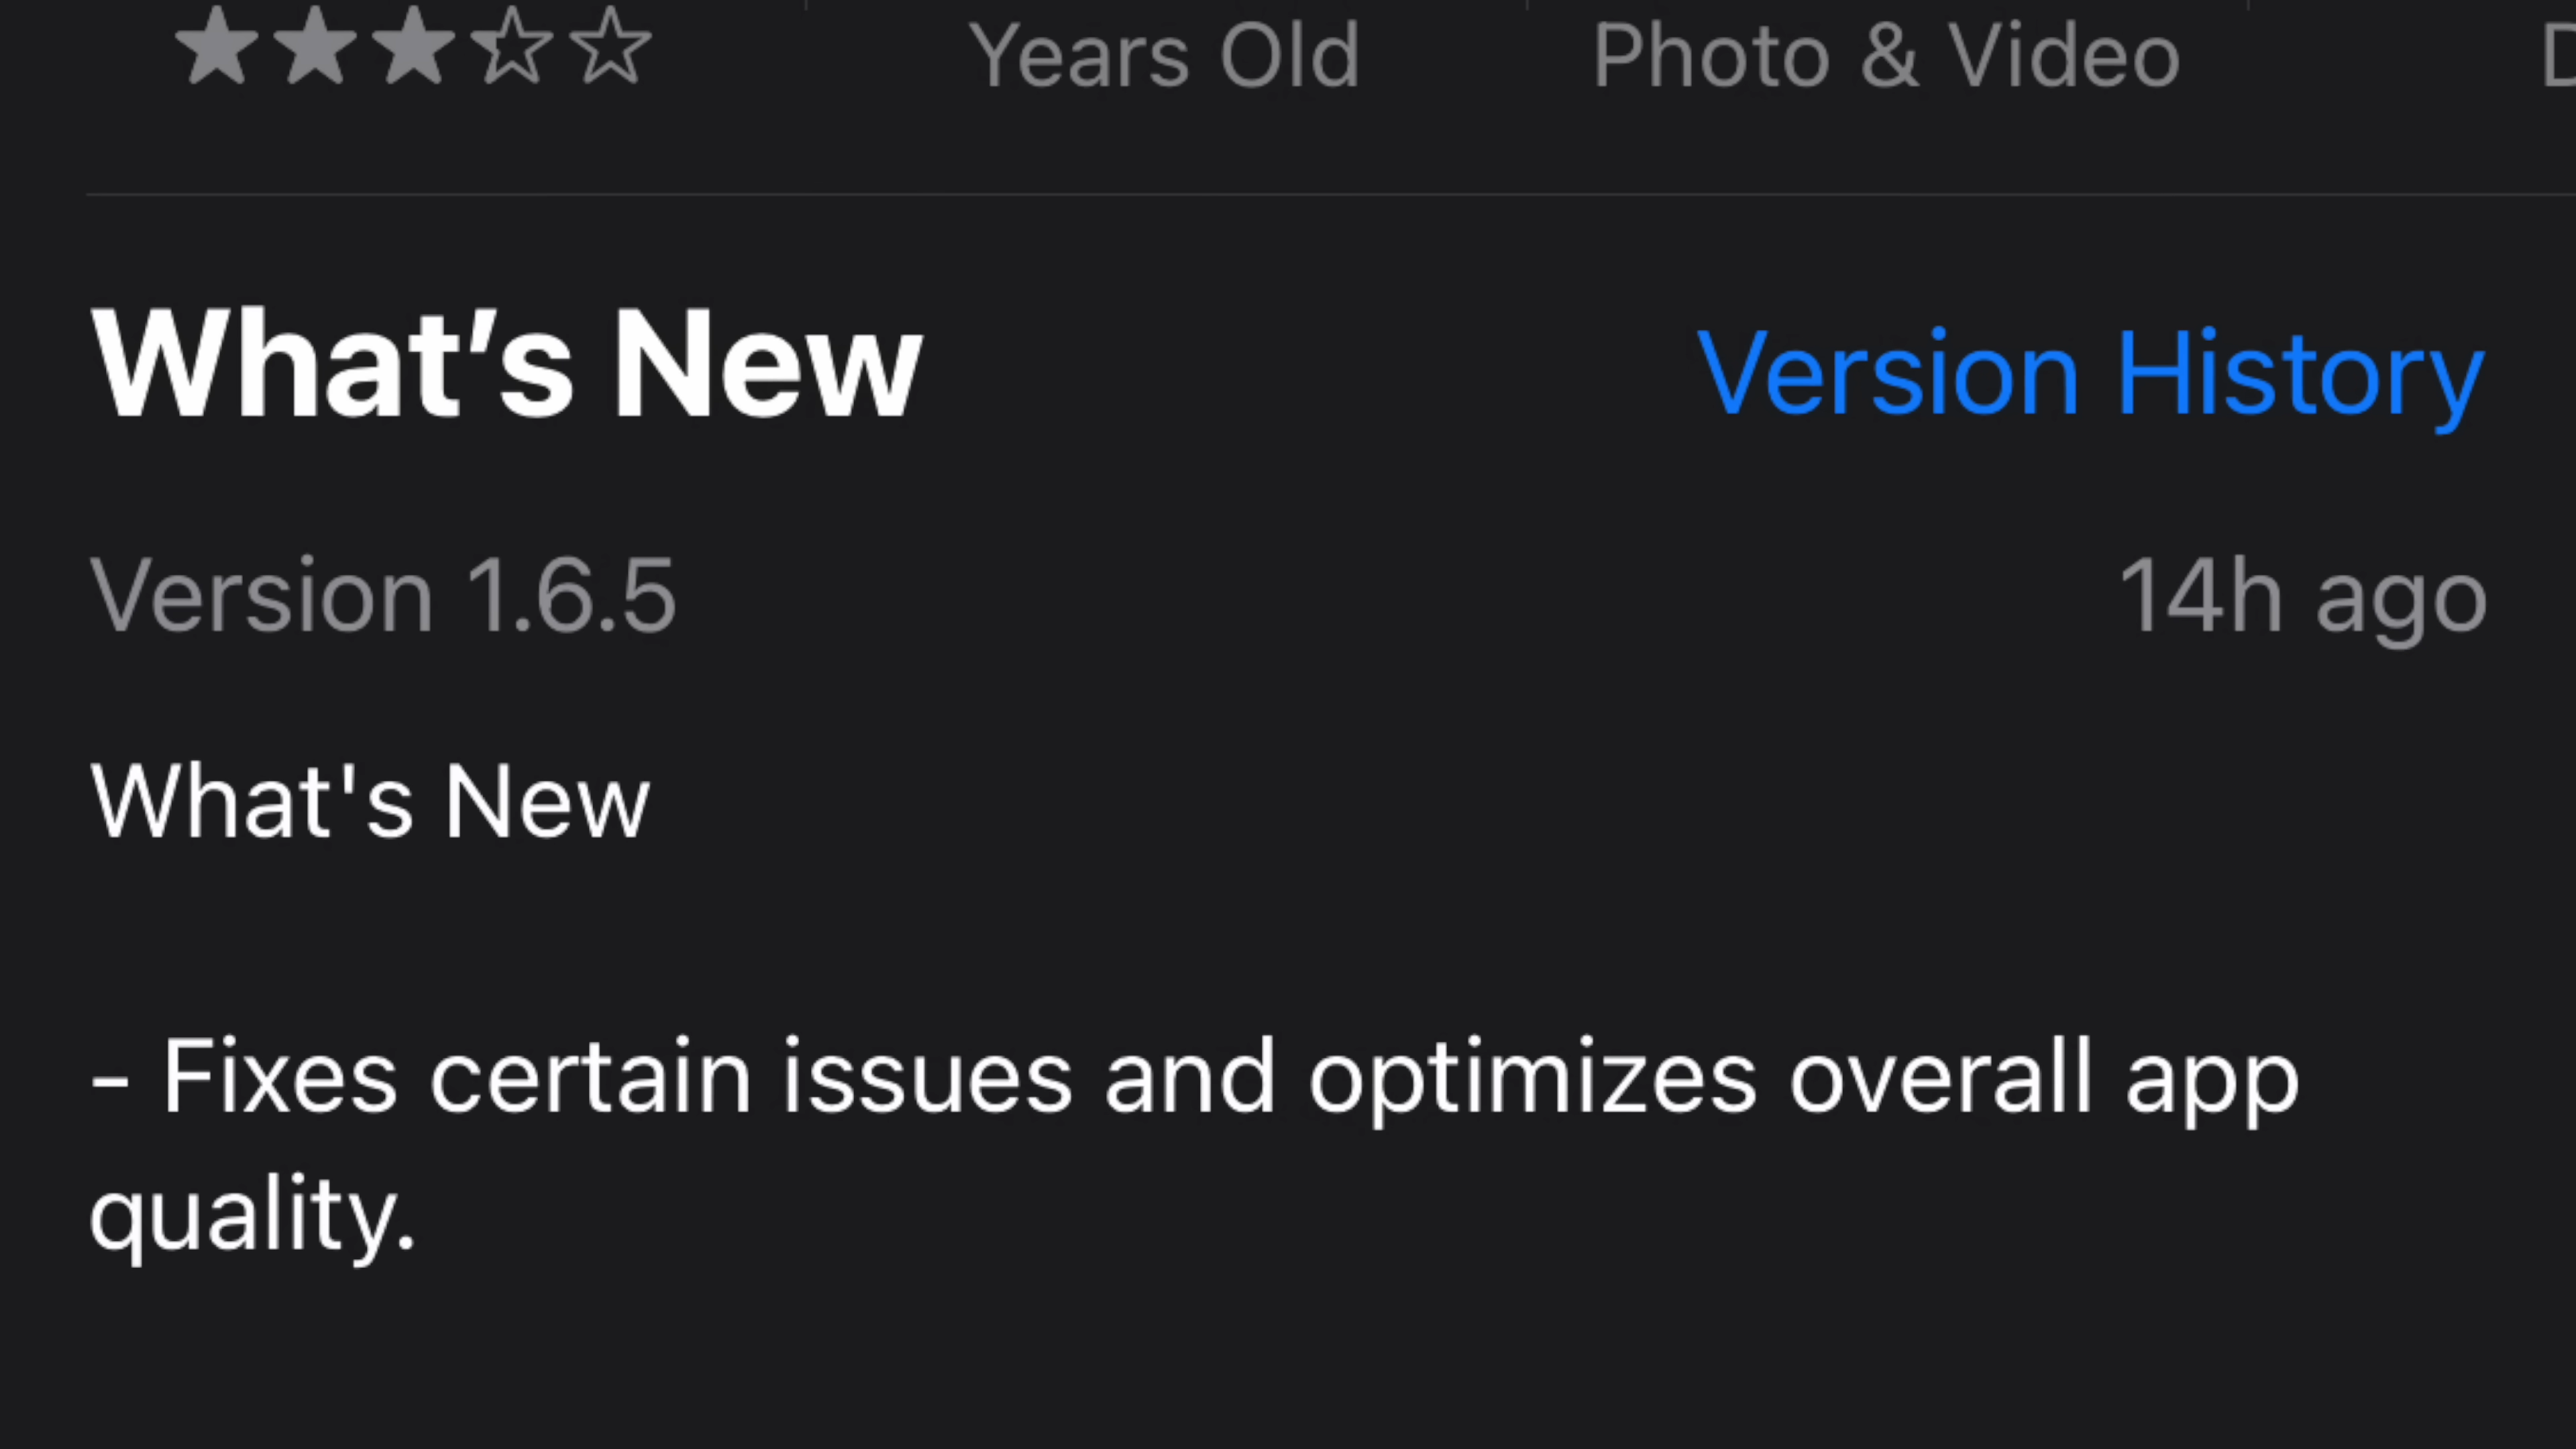 Years Old
Photo & Video
What’s New
Version History
Version 1.6.5
14h ago
What's New
- Fixes certain issues and optimizes overall app
quality.